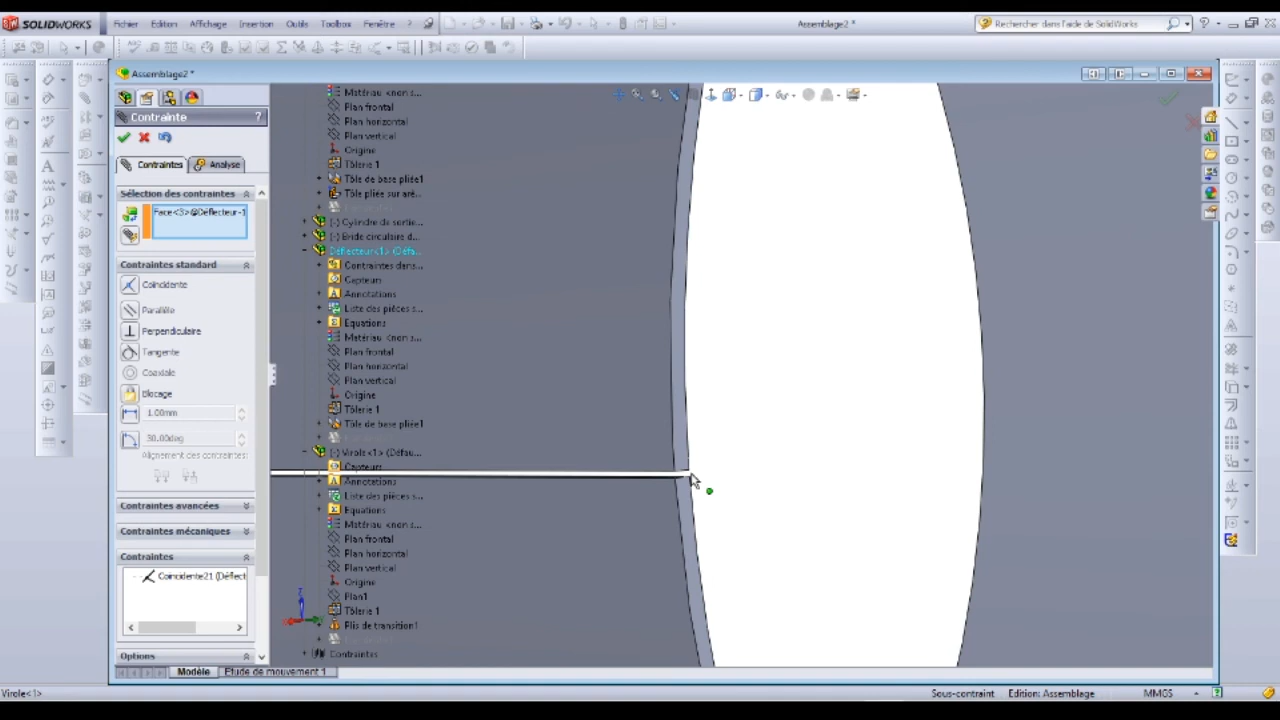 SOLIDWORKS Fichier Edition Affichage Insertion Outils Toolbox Fenêtre ? Assemblage2 * Rechercher dans l'aide de SolidWorks
Assemblage2 *
Contrainte ?
Contraintes Analyse
Sélection des contraintes
Face<3>@Déflecteur-1
Contraintes standard
Coïncidente
Parallèle
Perpendiculaire
Tangente
Coaxiale
Blocage
1.00mm
30.00deg
Alignement des contraintes:
Contraintes avancées
Contraintes mécaniques
Contraintes
Coïncidente21 (Déflect
Options
Matériau <non s...
Plan frontal
Plan horizontal
Plan vertical
Origine
Tôlerie 1
Tôle de base pliée1
Tôle pliée sur arê...
(-) Cylindre de sortie...
(-) Bride circulaire d...
Déflecteur<1> (Défa...
Contraintes dans...
Capteurs
Annotations
Liste des pièces s...
Equations
Matériau <non s...
Plan frontal
Plan horizontal
Plan vertical
Origine
Tôlerie 1
Tôle de base pliée1
(-) Virole<1> (Défau...
Capteurs
Annotations
Liste des pièces s...
Equations
Matériau <non s...
Plan frontal
Plan horizontal
Plan vertical
Origine
Plan1
Tôlerie 1
Plis de transition1
Contraintes
Modèle Etude de mouvement 1
Virole<1> Sous-contraint Edition: Assemblage MMGS